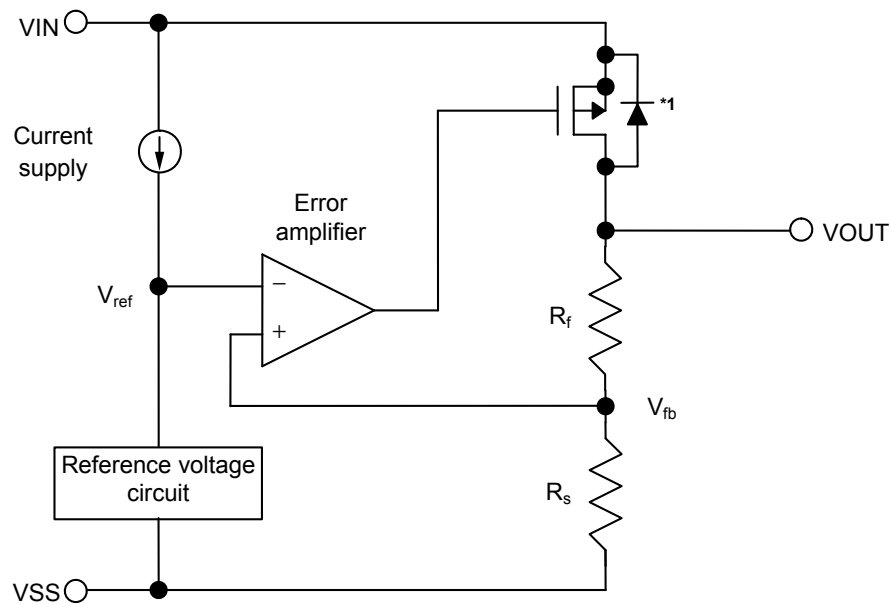 VIN
*1
Current
supply
Error
amplifier
VOUT
Vref
−
+
Rf
Vfb
Reference voltage
circuit
Rs
VSS